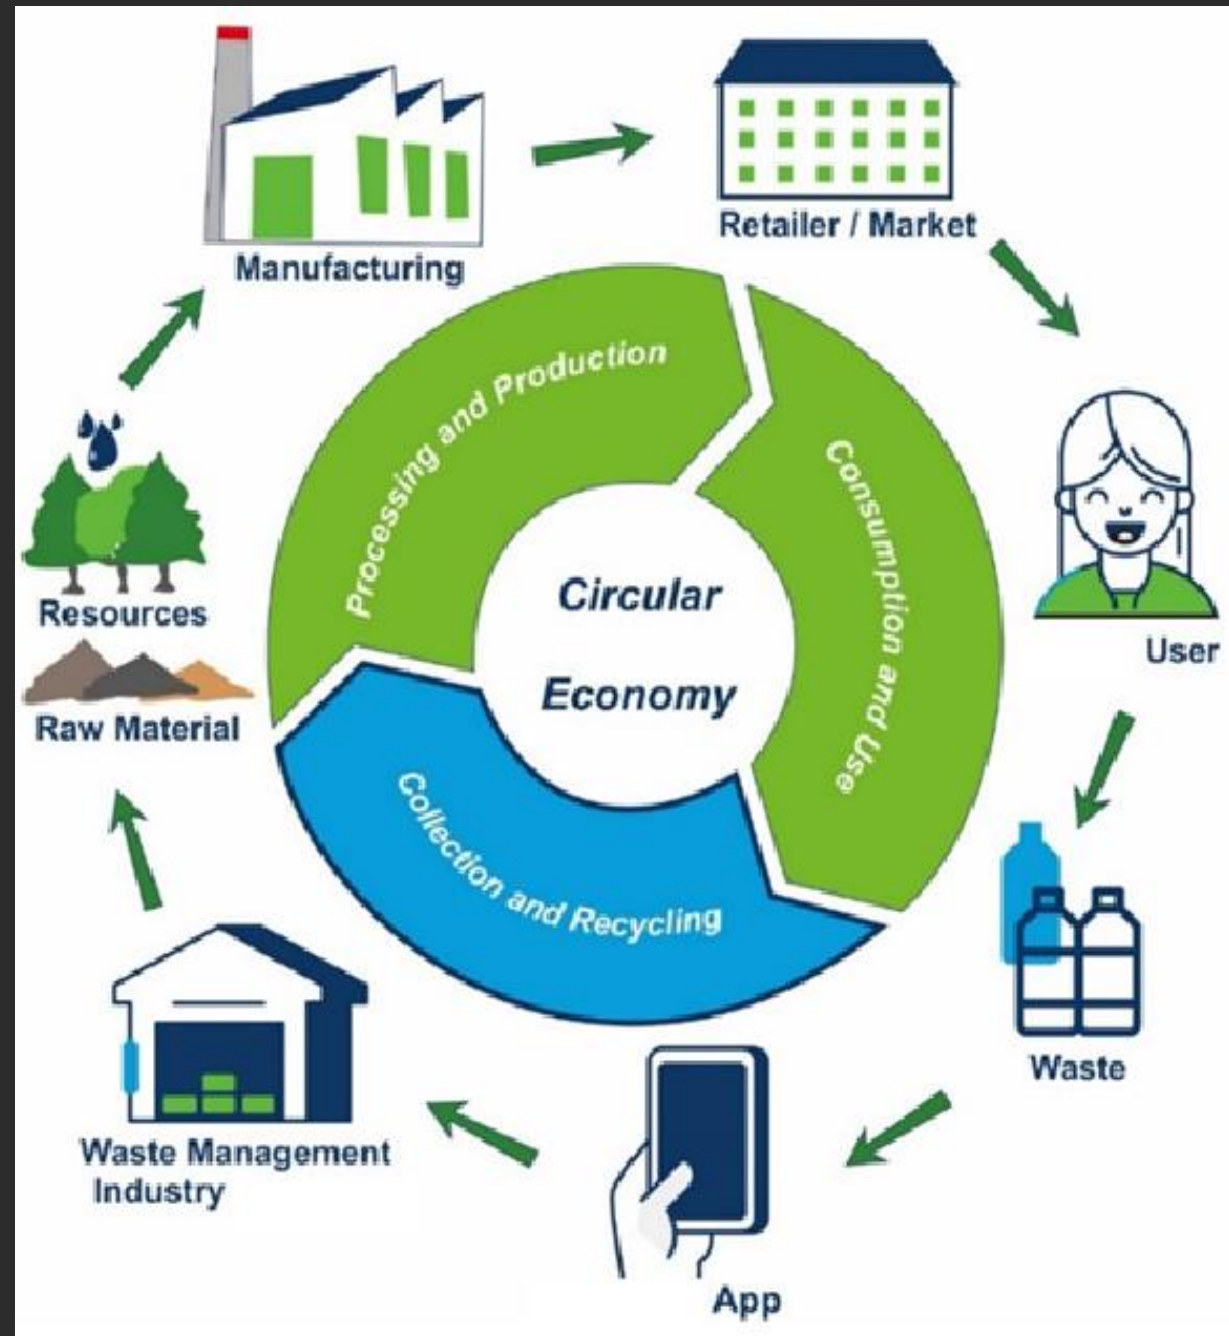 Manufacturing
Retailer / Market
Processing and Production
Consumption and Use
Circular
Economy
Resources
Raw Material
User
Collection and Recycling
Waste
Waste Management
Industry
App